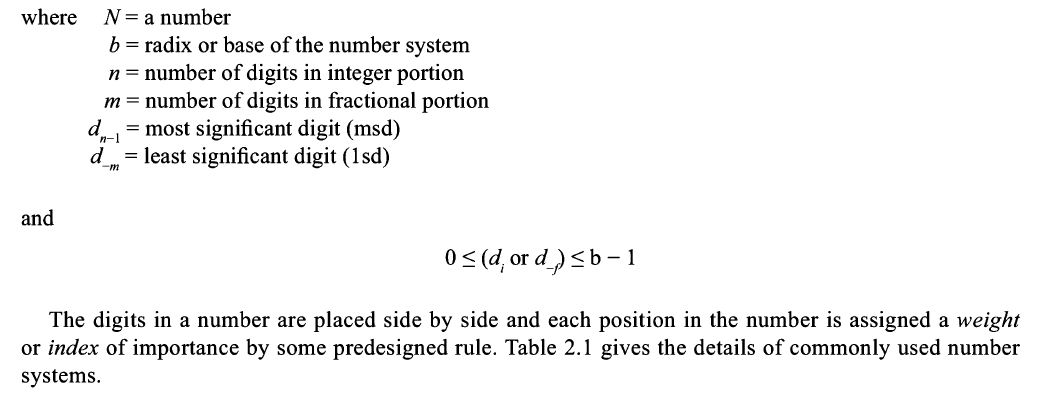 where N = a number
b = radix or base of the number system
n = number of digits in integer portion
m = number of digits in fractional portion
dₙ₋₁ = most significant digit (msd)
d₋ₘ = least significant digit (1sd)
and
0 ≤ (dᵢ or d_−f) ≤ b − 1
The digits in a number are placed side by side and each position in the number is assigned a weight
or index of importance by some predesigned rule. Table 2.1 gives the details of commonly used number
systems.